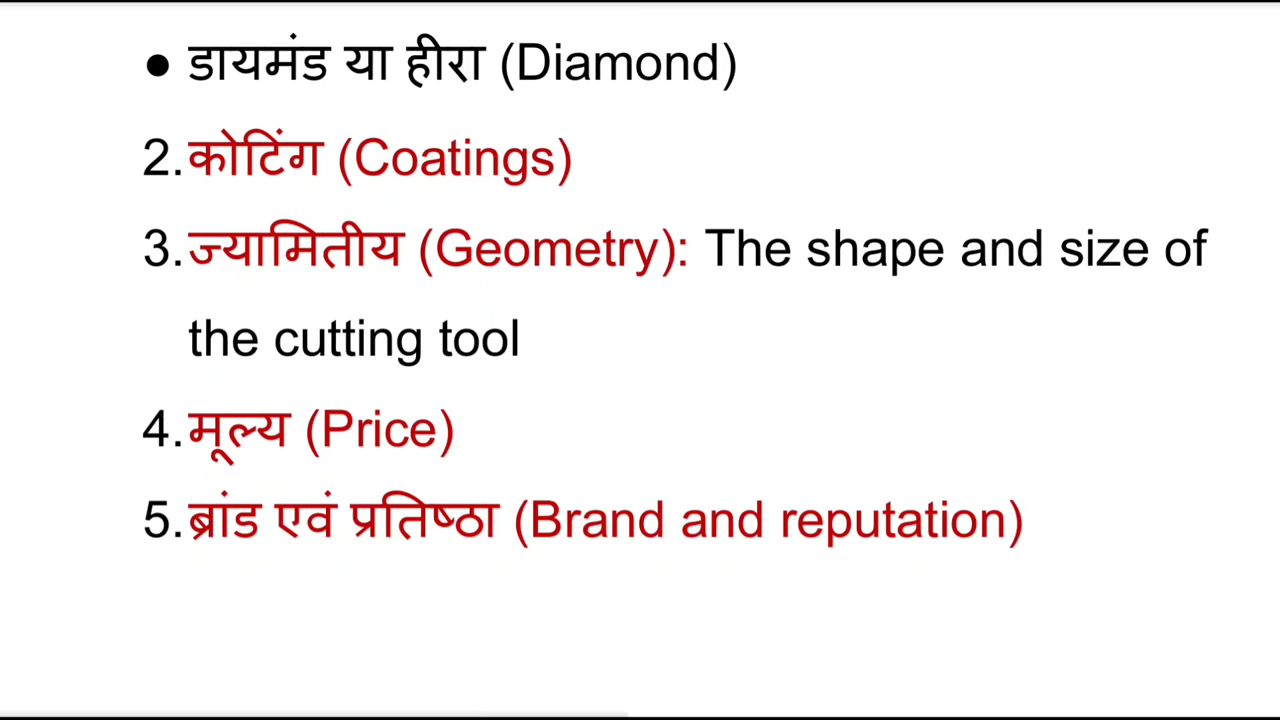 ● डायमंड या हीरा (Diamond)
2.कोटिंग (Coatings)
3.ज्यामितीय (Geometry): The shape and size of
the cutting tool
4.मूल्य (Price)
5.ब्रांड एवं प्रतिष्ठा (Brand and reputation)